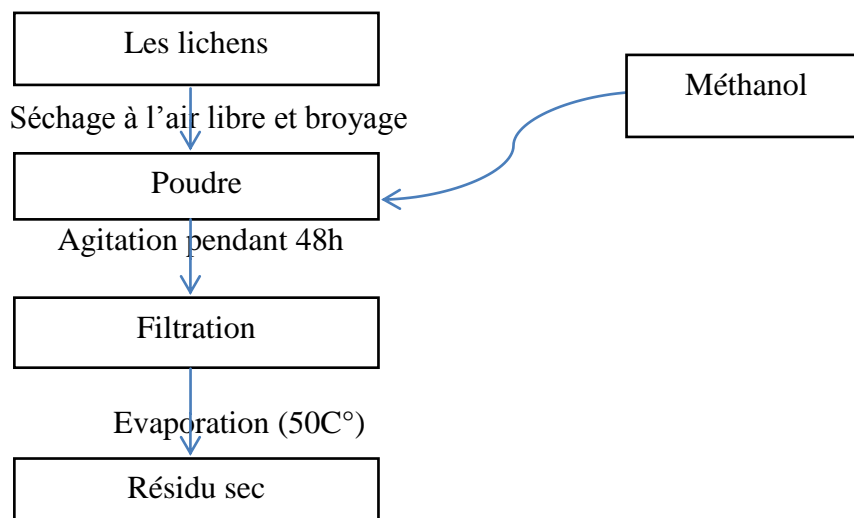 Les lichens
Méthanol
Séchage à l'air libre et broyage
Poudre
Agitation pendant 48h
Filtration
Evaporation (50C°)
Résidu sec